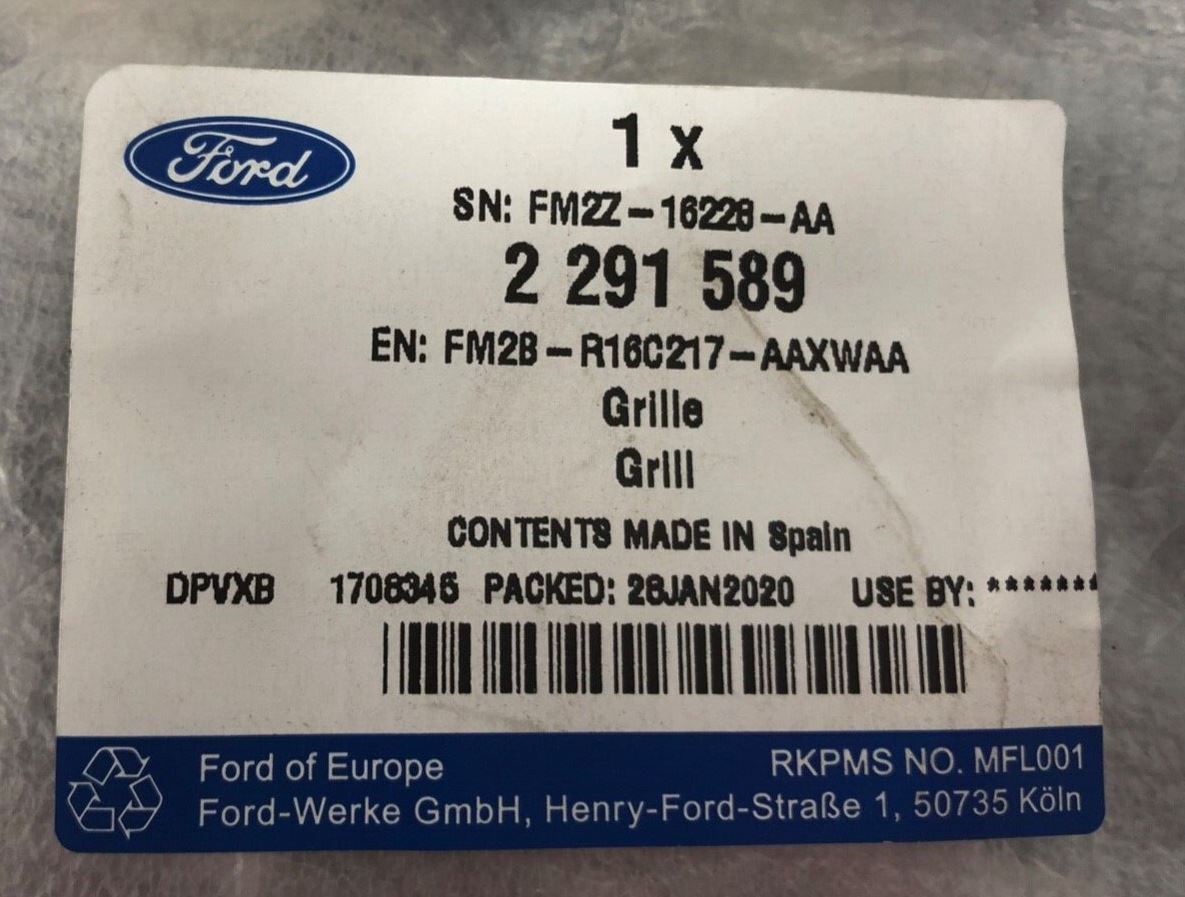 Ford
1 x
SN: FM2Z-16228-AA
2 291 589
EN: FM2B-R16C217-AAXWAA
Grille
Grill
CONTENTS MADE IN Spain
DPVXB 1708346 PACKED: 28JAN2020 USE BY: *******
Ford of Europe
RKPMS NO. MFL001
Ford-Werke GmbH, Henry-Ford-Straße 1, 50735 Köln